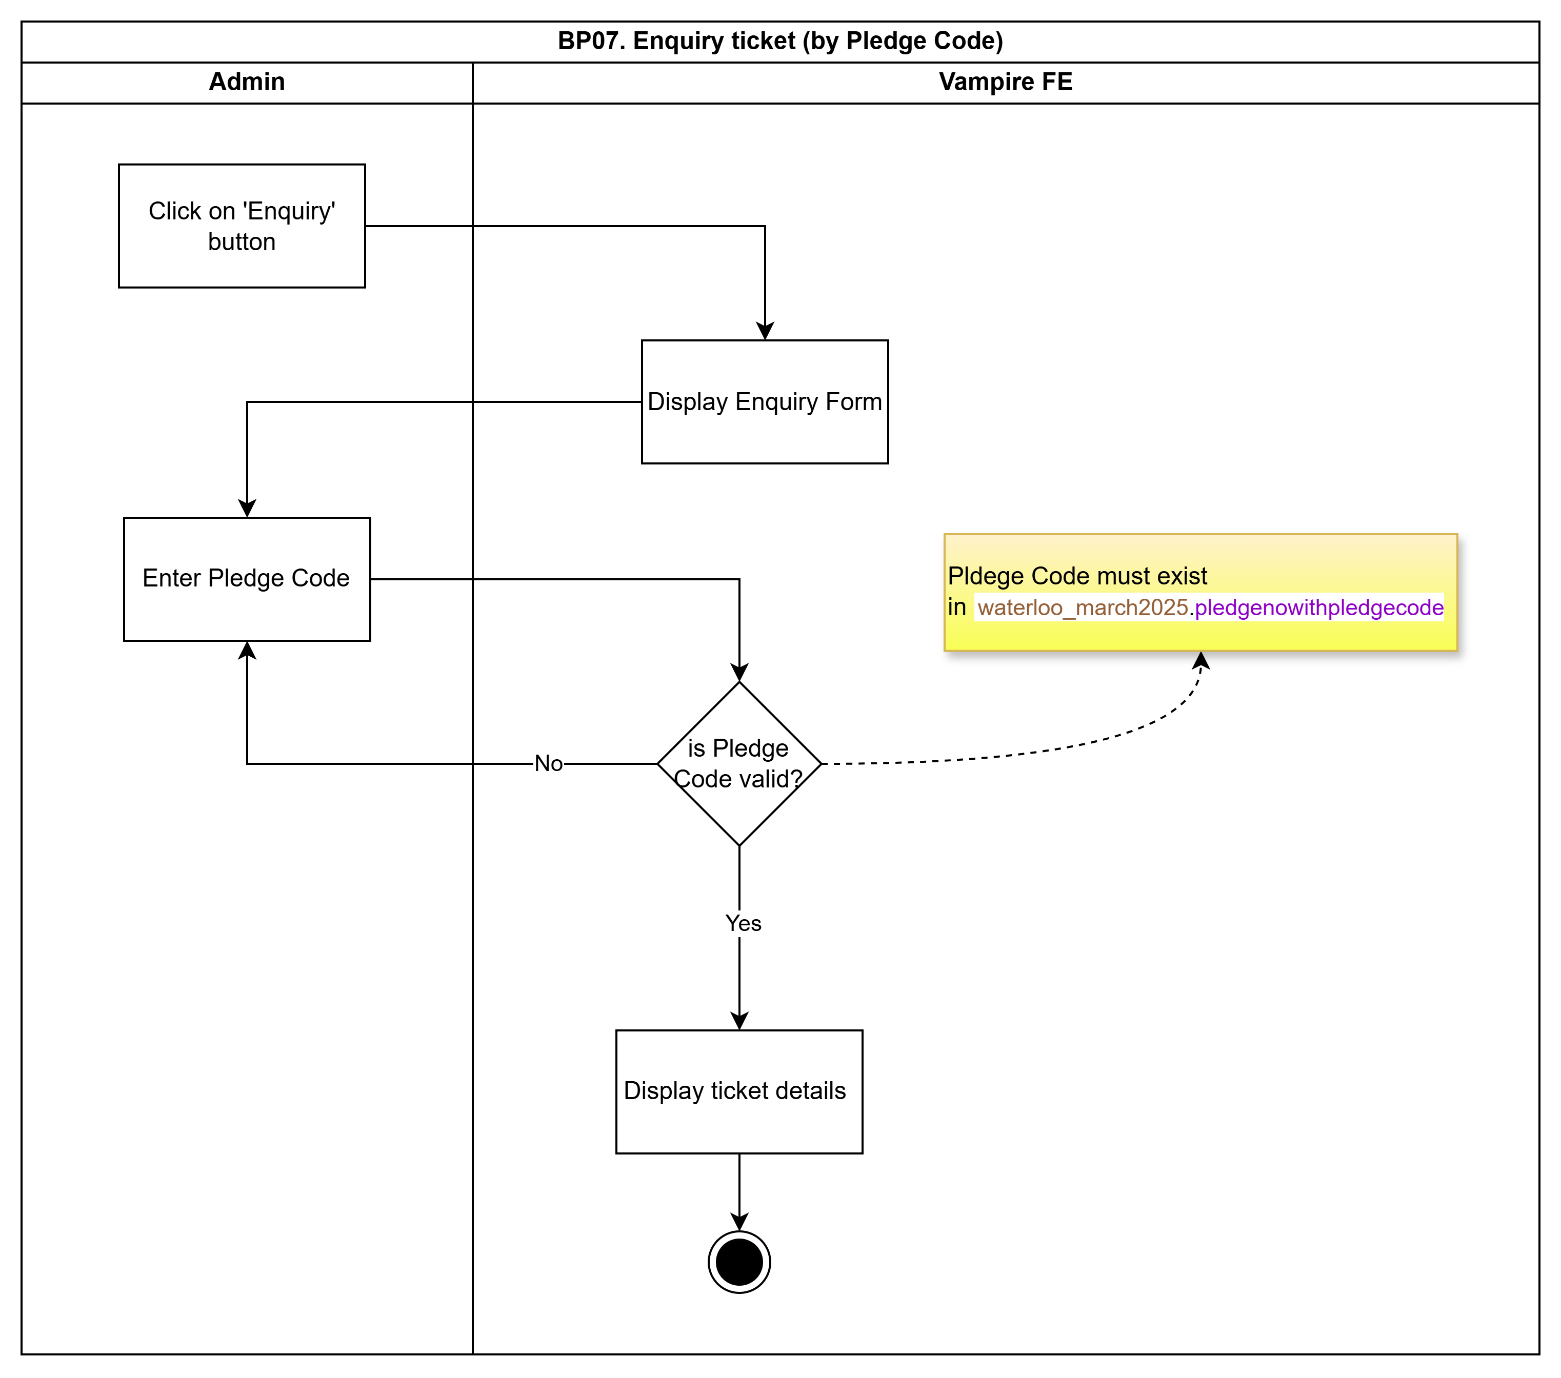 BP07. Enquiry ticket (by Pledge Code)
Admin
Vampire FE
Click on 'Enquiry'
button
Display Enquiry Form
Enter Pledge Code
Pldege Code must exist
in waterloo_march2025.pledgenowithpledgecode
is Pledge
Code valid?
No
Yes
Display ticket details